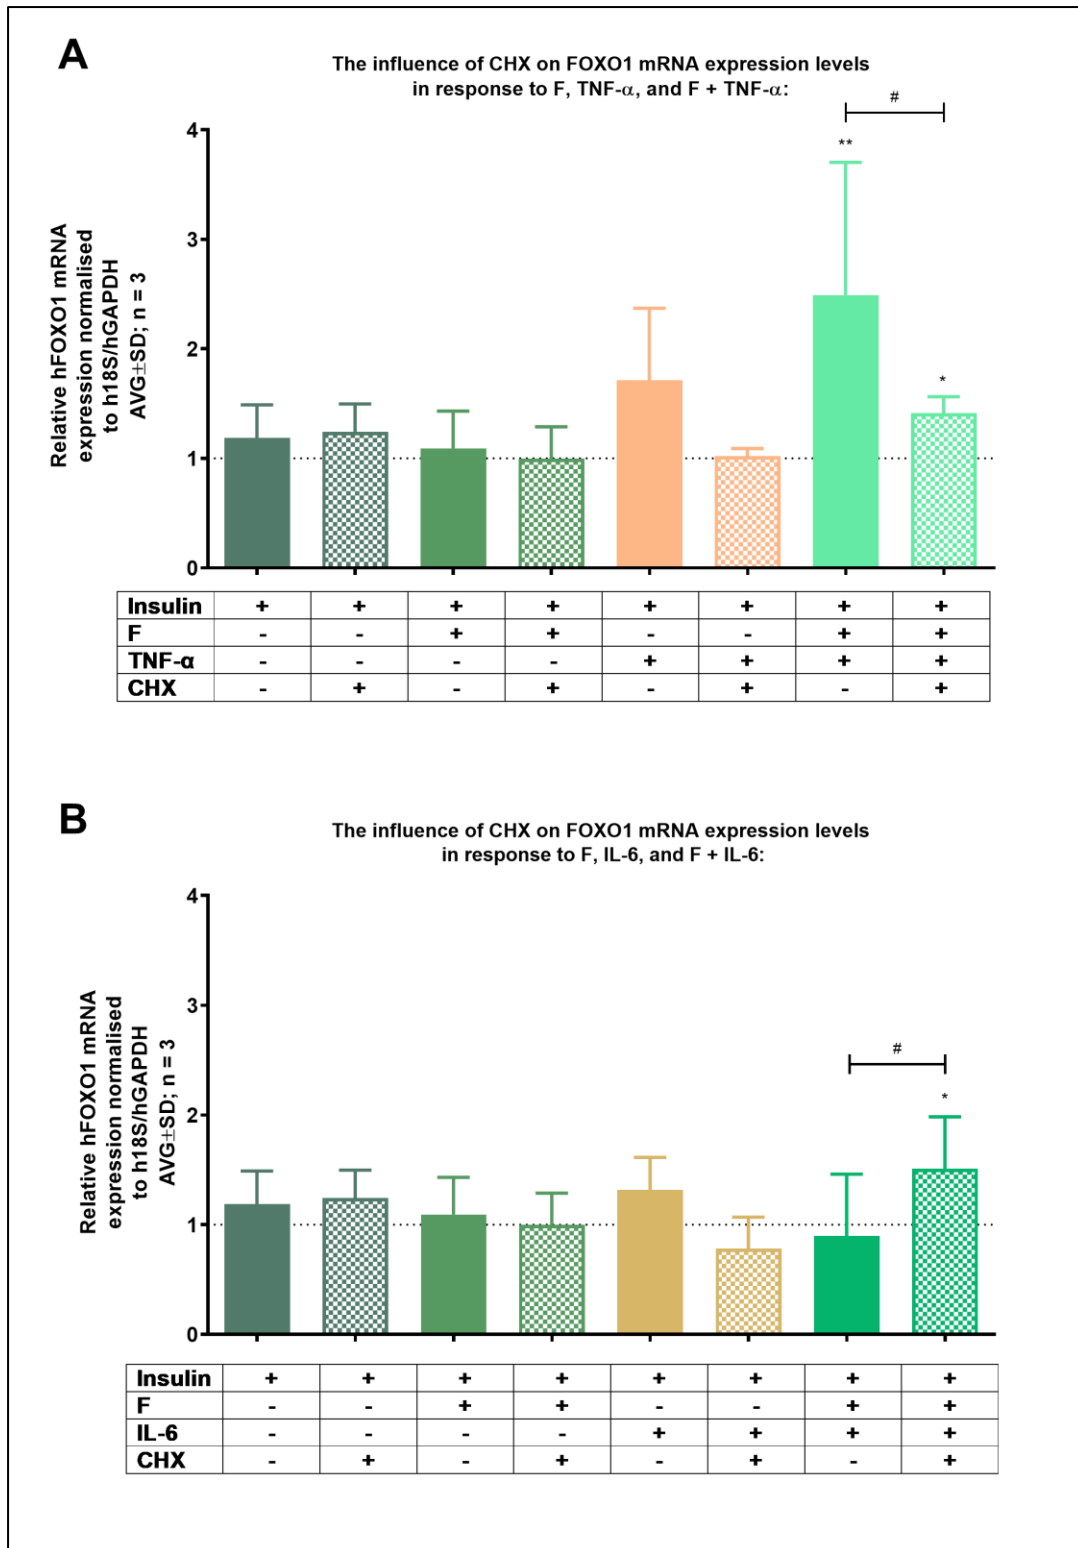 A
The influence of CHX on FOXO1 mRNA expression levels
in response to F, TNF-α, and F + TNF-α:
#
**
*
4
3
2
1
0
Relative hFOXO1 mRNA
expression normalised
to h18S/hGAPDH
AVG±SD; n = 3
Insulin + + + + + + + +
F - - + + - - + +
TNF-α - - - - + + + +
CHX - + - + - + - +
B
The influence of CHX on FOXO1 mRNA expression levels
in response to F, IL-6, and F + IL-6:
#
*
4
3
2
1
0
Relative hFOXO1 mRNA
expression normalised
to h18S/hGAPDH
AVG±SD; n = 3
Insulin + + + + + + + +
F - - + + - - + +
IL-6 - - - - + + + +
CHX - + - + - + - +